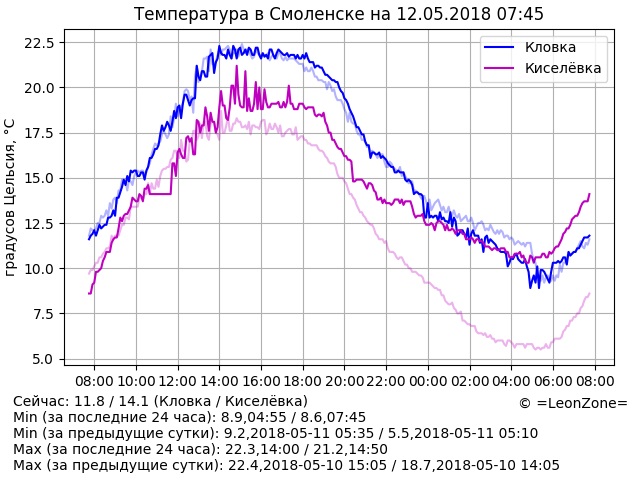 Температура в Смоленске на 12.05.2018 07:45
22.5
20.0
17.5
15.0
12.5
10.0
7.5
5.0
градусов Цельсия, °C
Кловка
Киселёвка
08:00 10:00 12:00 14:00 16:00 18:00 20:00 22:00 00:00 02:00 04:00 06:00 08:00
Сейчас: 11.8 / 14.1 (Кловка / Киселёвка)
© =LeonZone=
Min (за последние 24 часа): 8.9,04:55 / 8.6,07:45
Min (за предыдущие сутки): 9.2,2018-05-11 05:35 / 5.5,2018-05-11 05:10
Max (за последние 24 часа): 22.3,14:00 / 21.2,14:50
Max (за предыдущие сутки): 22.4,2018-05-10 15:05 / 18.7,2018-05-10 14:05